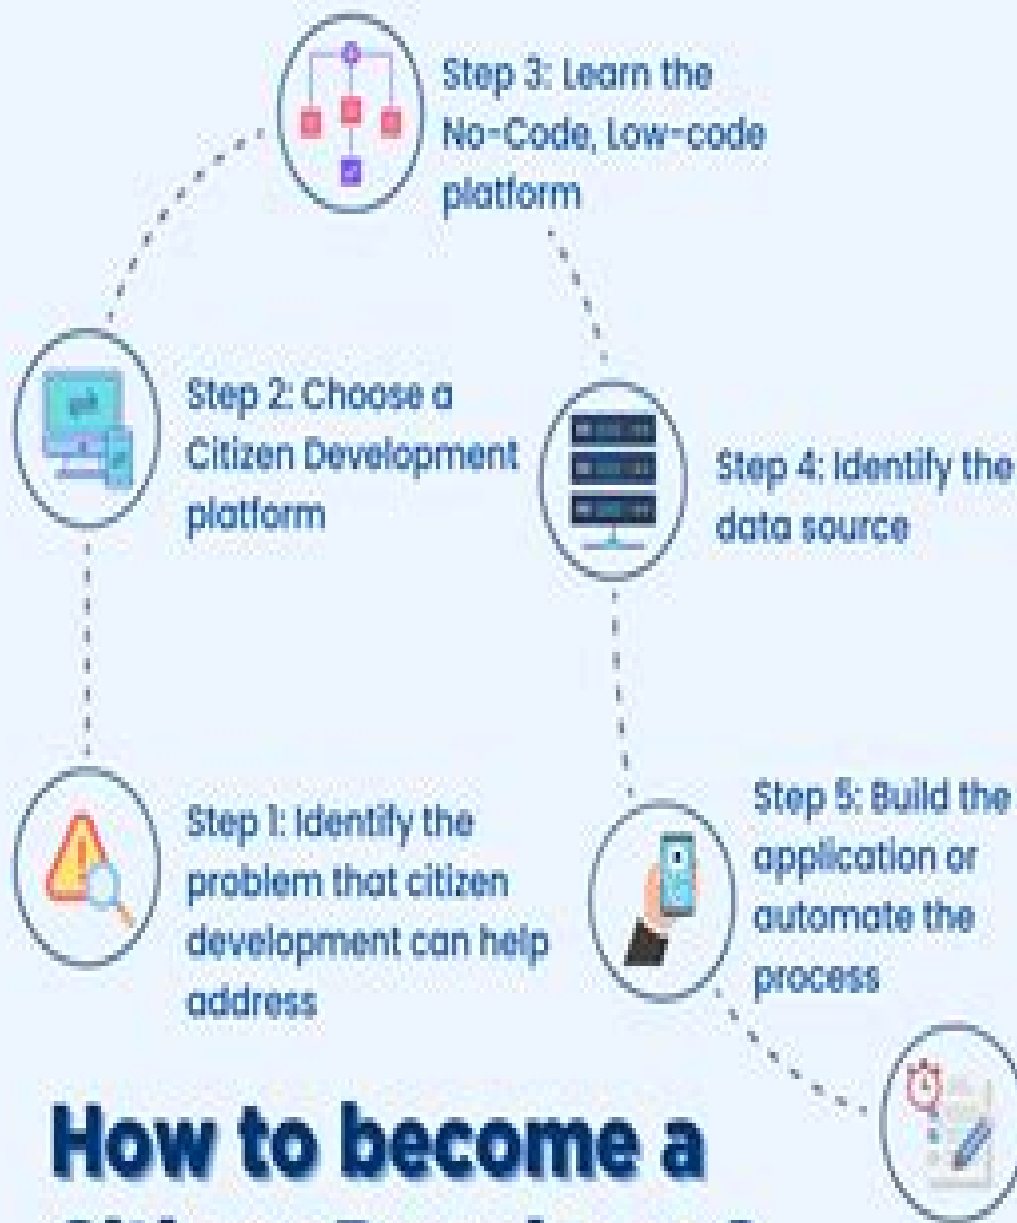 Step 3: Learn the
No-Code, Low-code
platform
Step 2: Choose a
Citizen Development
platform
Step 4: Identify the
data source
Step 1: Identify the
problem that citizen
development can help
address
Step 5: Build the
application or
automate the
process
How to become a